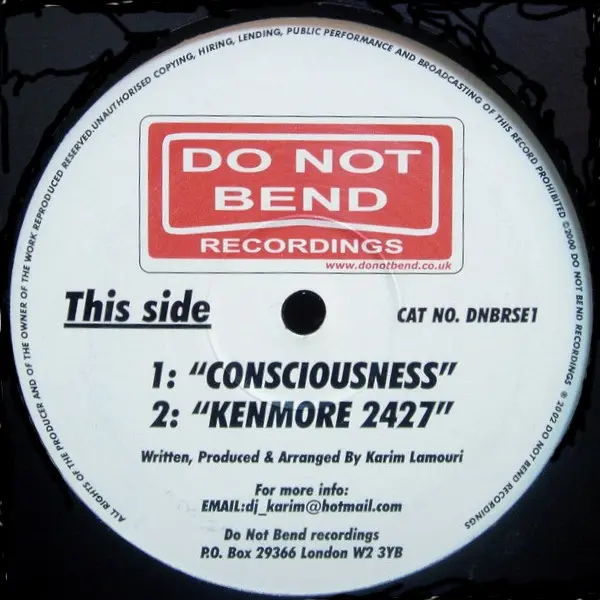 ALL RIGHTS OF THE PRODUCER AND OF THE OWNER OF THE WORK REPRODUCED RESERVED. UNAUTHORISED COPYING, HIRING, LENDING, PUBLIC PERFORMANCE AND BROADCASTING OF THIS RECORD PROHIBITED ©2000 DO NOT BEND RECORDINGS ℗ 2002 DO NOT BEND RECORDINGS
DO NOT
BEND
RECORDINGS
www.donotbend.co.uk
This side
CAT NO. DNBRSE1
1: “CONSCIOUSNESS”
2: “KENMORE 2427”
Written, Produced & Arranged By Karim Lamouri
For more info:
EMAIL:dj_karim@hotmail.com
Do Not Bend recordings
P.O. Box 29366 London W2 3YB